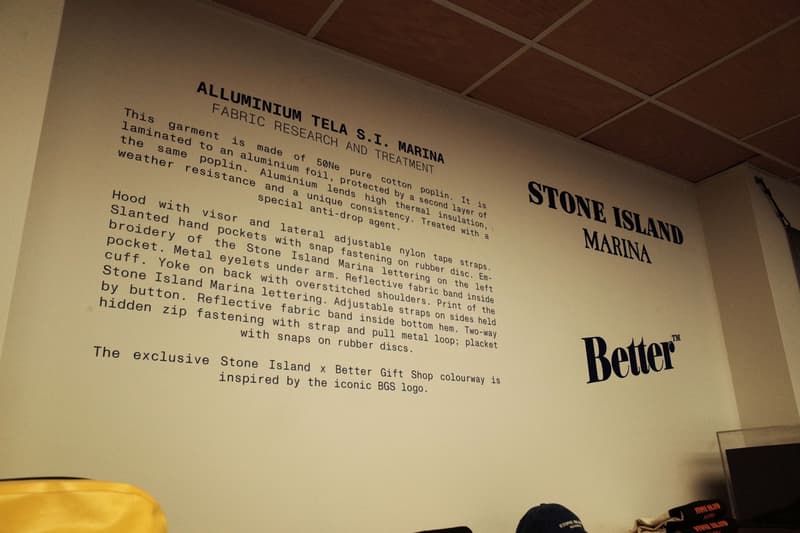 ALLUMINIUM TELA S.I. MARINA
FABRIC RESEARCH AND TREATMENT
This garment is made of 50Ne pure cotton poplin. It is
laminated to an aluminium foil, protected by a second layer of
the same poplin. Aluminium lends high thermal insulation,
weather resistance and a unique consistency. Treated with a
special anti-drop agent.
Hood with visor and lateral adjustable nylon tape straps.
Slanted hand pockets with snap fastening on rubber disc. Em-
broidery of the Stone Island Marina lettering on the left
pocket. Metal eyelets under arm. Reflective fabric band inside
cuff. Yoke on back with overstitched shoulders. Print of the
Stone Island Marina lettering. Adjustable straps on sides held
by button. Reflective fabric band inside bottom hem. Two-way
hidden zip fastening with strap and pull metal loop; placket
with snaps on rubber discs.
The exclusive Stone Island x Better Gift Shop colourway is
inspired by the iconic BGS logo.
STONE ISLAND
MARINA
Better™
STONE ISLAND
STONE ISLAND